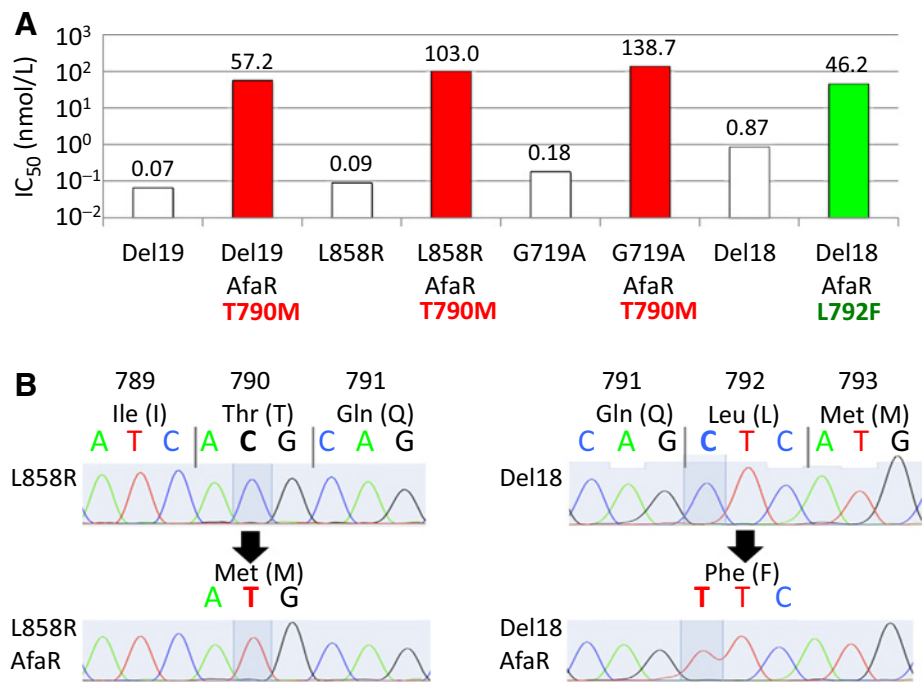 A
IC50 (nmol/L)
10³
10²
10¹
10⁰
10⁻¹
10⁻²
0.07 57.2 0.09 103.0 0.18 138.7 0.87 46.2
Del19 Del19 L858R L858R G719A G719A Del18 Del18
AfaR AfaR AfaR AfaR
T790M T790M T790M L792F
B
789 790 791
Ile (I) Thr (T) Gln (Q)
A T C A C G C A G
L858R
Met (M)
A T G
L858R
AfaR
791 792 793
Gln (Q) Leu (L) Met (M)
C A G C T C A T G
Del18
Phe (F)
T T C
Del18
AfaR